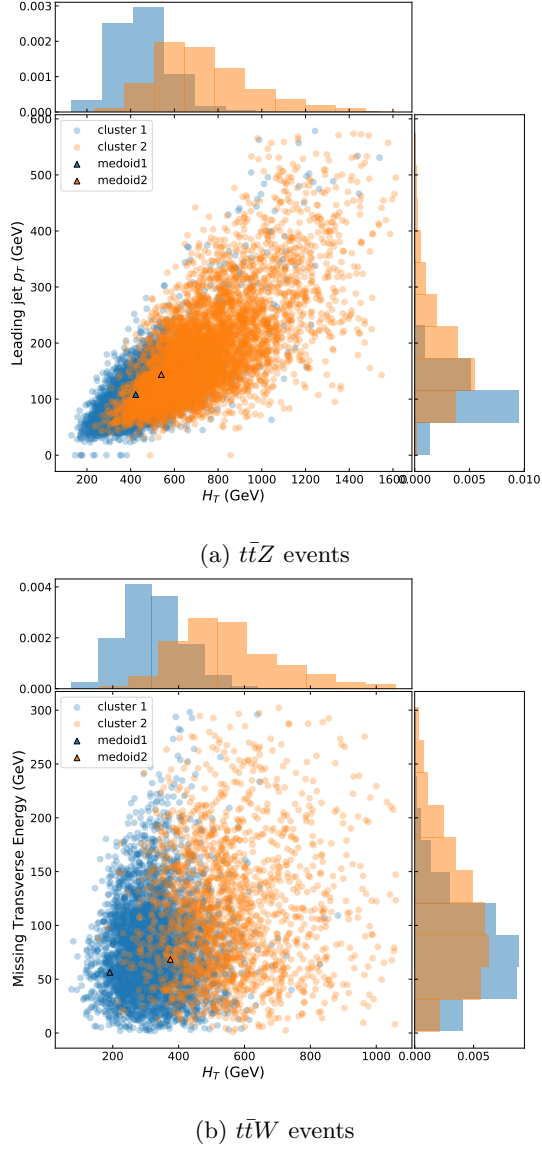 0.003
0.002
0.001
0.000
600
500
400
300
200
100
0
Leading jet p_T (GeV)
cluster 1
cluster 2
medoid1
medoid2
200 400 600 800 1000 1200 1400 1600
H_T (GeV)
0.000 0.005 0.010
(a) tt̄Z events
0.004
0.002
0.000
300
250
200
150
100
50
0
Missing Transverse Energy (GeV)
cluster 1
cluster 2
medoid1
medoid2
200 400 600 800 1000
H_T (GeV)
0.000 0.005
(b) tt̄W events